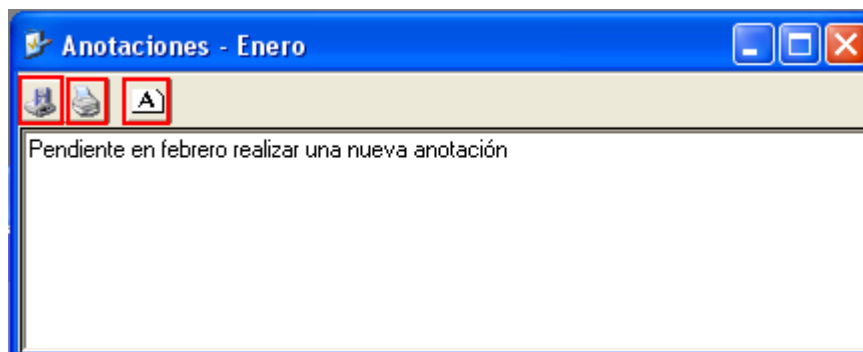 Anotaciones - Enero
A
Pendiente en febrero realizar una nueva anotación